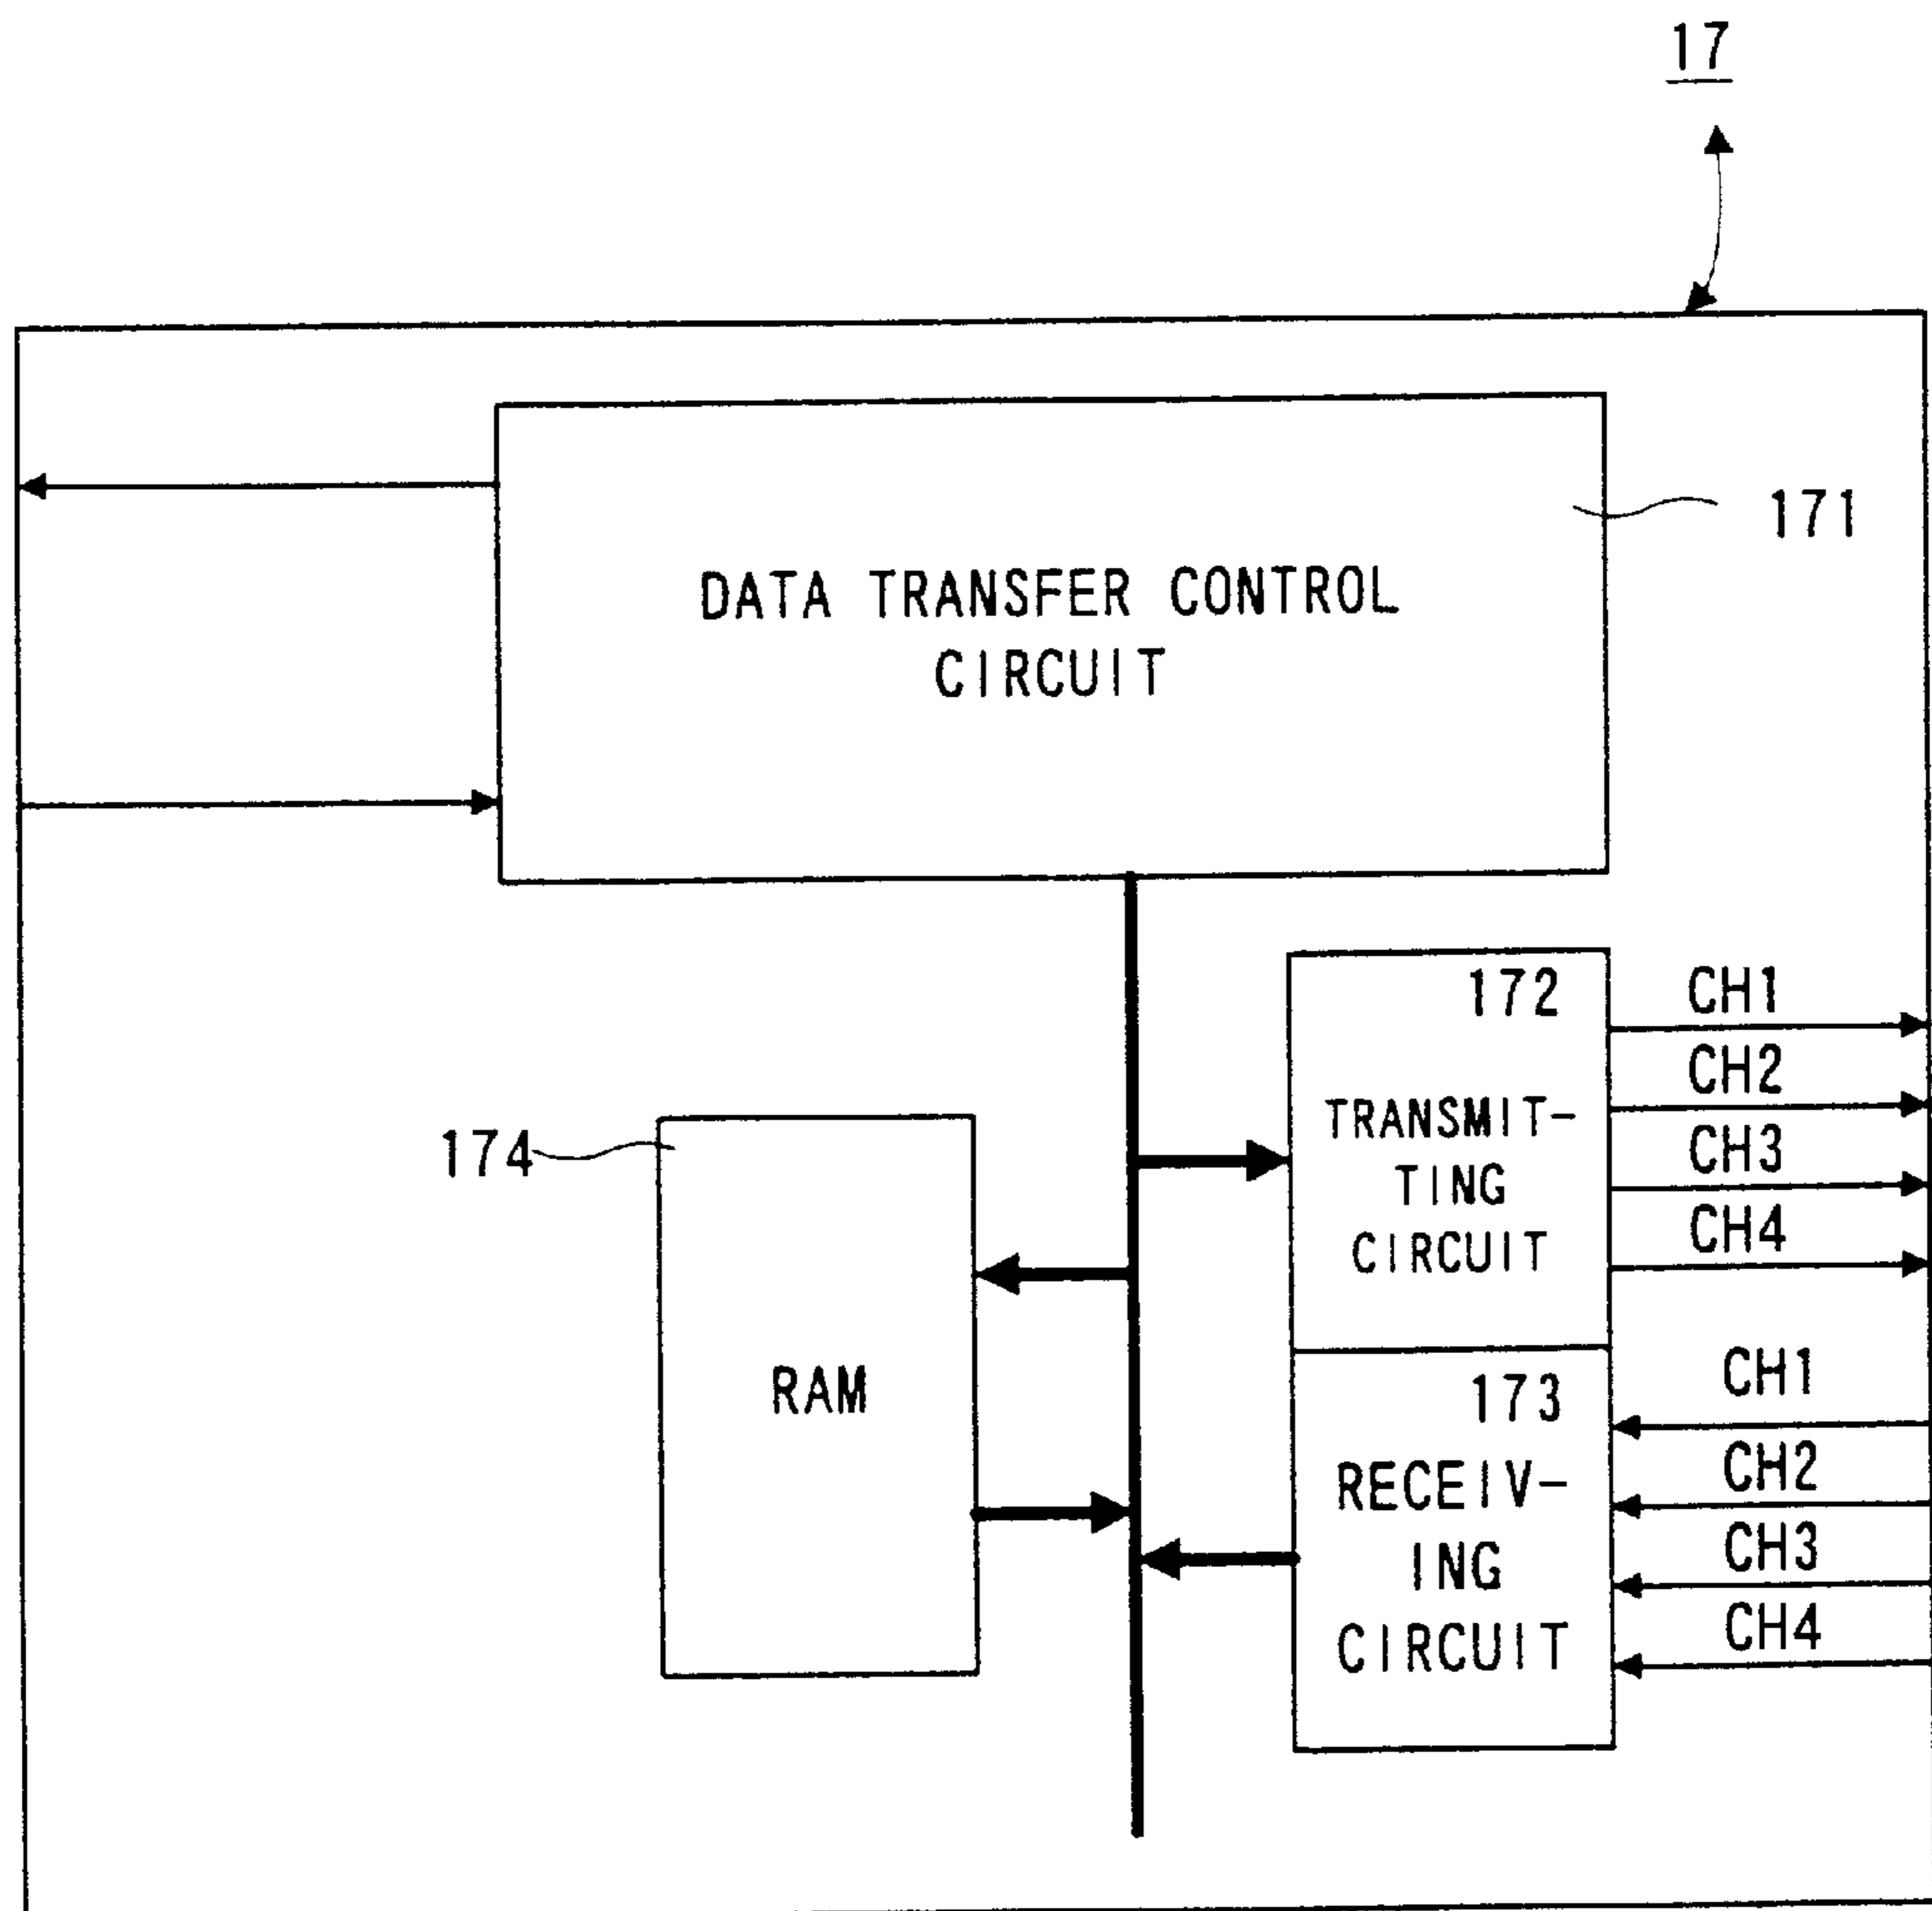 17
171
DATA TRANSFER CONTROL
CIRCUIT
172
TRANSMIT-
TING
CIRCUIT
CH1
CH2
CH3
CH4
174
RAM
173
RECEIV-
ING
CIRCUIT
CH1
CH2
CH3
CH4